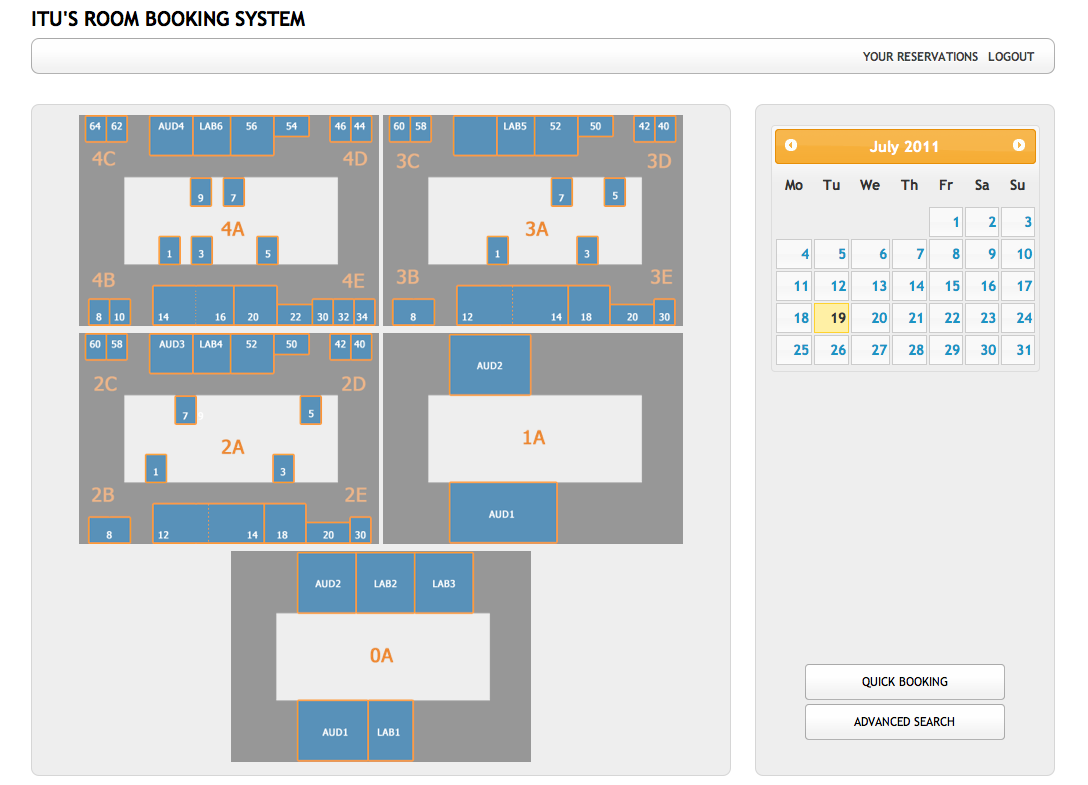 ITU'S ROOM BOOKING SYSTEM
YOUR RESERVATIONS LOGOUT
64 62 AUD4 LAB6 56 54 46 44
4C 4D
9 7
4A
1 3 5
4B 4E
8 10 14 16 20 22 30 32 34
60 58 LAB5 52 50 42 40
3C 3D
7 5
3A
1 3
3B 3E
8 12 14 18 20 30
60 58 AUD3 LAB4 52 50 42 40
2C 2D
7 9 5
2A
1 3
2B 2E
8 12 14 18 20 30
AUD2
1A
AUD1
AUD2 LAB2 LAB3
0A
AUD1 LAB1
July 2011
Mo Tu We Th Fr Sa Su
1 2 3
4 5 6 7 8 9 10
11 12 13 14 15 16 17
18 19 20 21 22 23 24
25 26 27 28 29 30 31
QUICK BOOKING
ADVANCED SEARCH